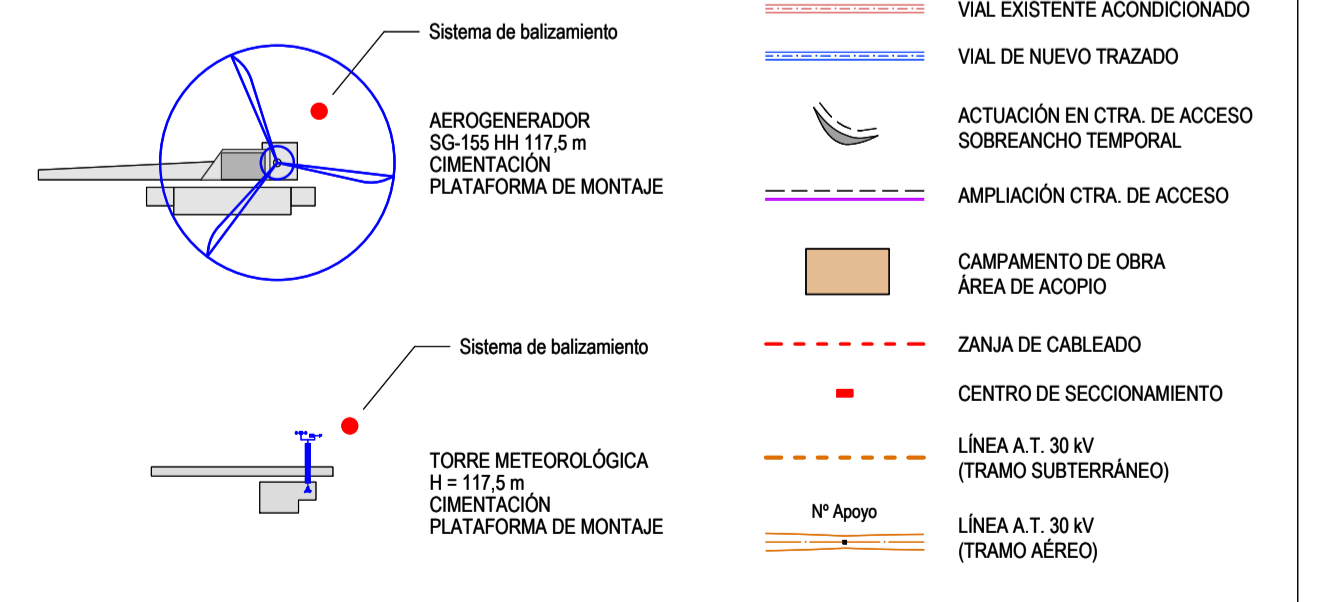 Sistema de balizamiento
AEROGENERADOR
SG-155 HH 117,5 m
CIMENTACIÓN
PLATAFORMA DE MONTAJE
Sistema de balizamiento
TORRE METEOROLÓGICA
H = 117,5 m
CIMENTACIÓN
PLATAFORMA DE MONTAJE
VIAL EXISTENTE ACONDICIONADO
VIAL DE NUEVO TRAZADO
ACTUACIÓN EN CTRA. DE ACCESO
SOBREANCHO TEMPORAL
AMPLIACIÓN CTRA. DE ACCESO
CAMPAMENTO DE OBRA
ÁREA DE ACOPIO
ZANJA DE CABLEADO
CENTRO DE SECCIONAMIENTO
LÍNEA A.T. 30 kV
(TRAMO SUBTERRÁNEO)
Nº Apoyo
LÍNEA A.T. 30 kV
(TRAMO AÉREO)